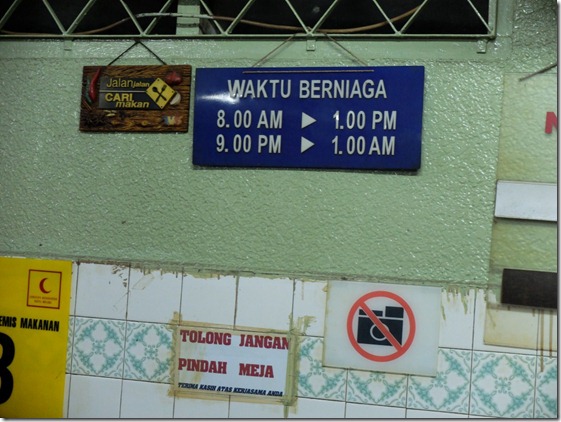 Jalan jalan
CARI
makan
WAKTU BERNIAGA
8.00 AM ▶ 1.00 PM
9.00 PM ▶ 1.00 AM
EMIS MAKANAN
TOLONG JANGAN
PINDAH MEJA
TERIMA KASIH ATAS KERJASAMA ANDA